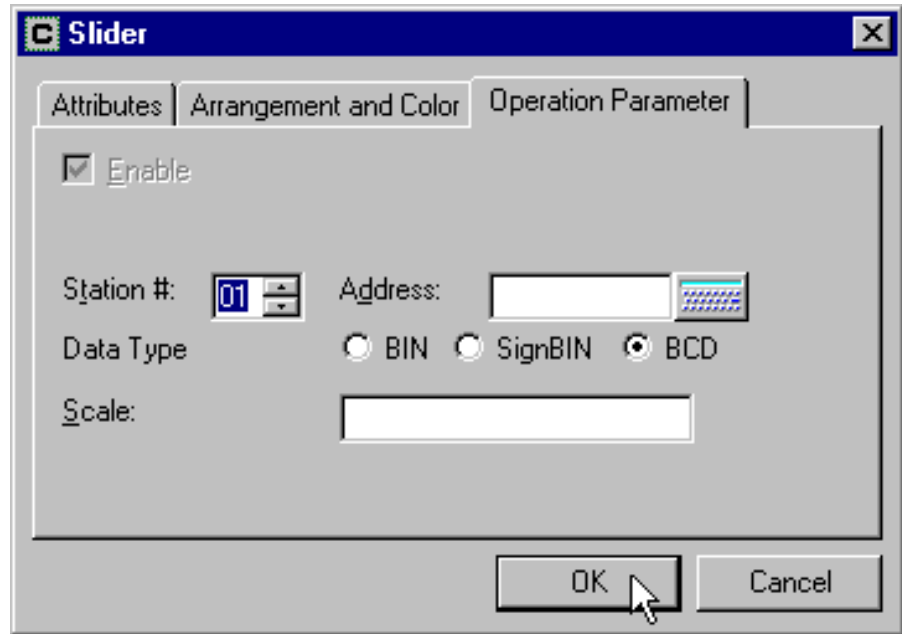 C Slider
Attributes Arrangement and Color Operation Parameter
Enable
Station #: 01 Address:
Data Type BIN SignBIN BCD
Scale:
OK Cancel